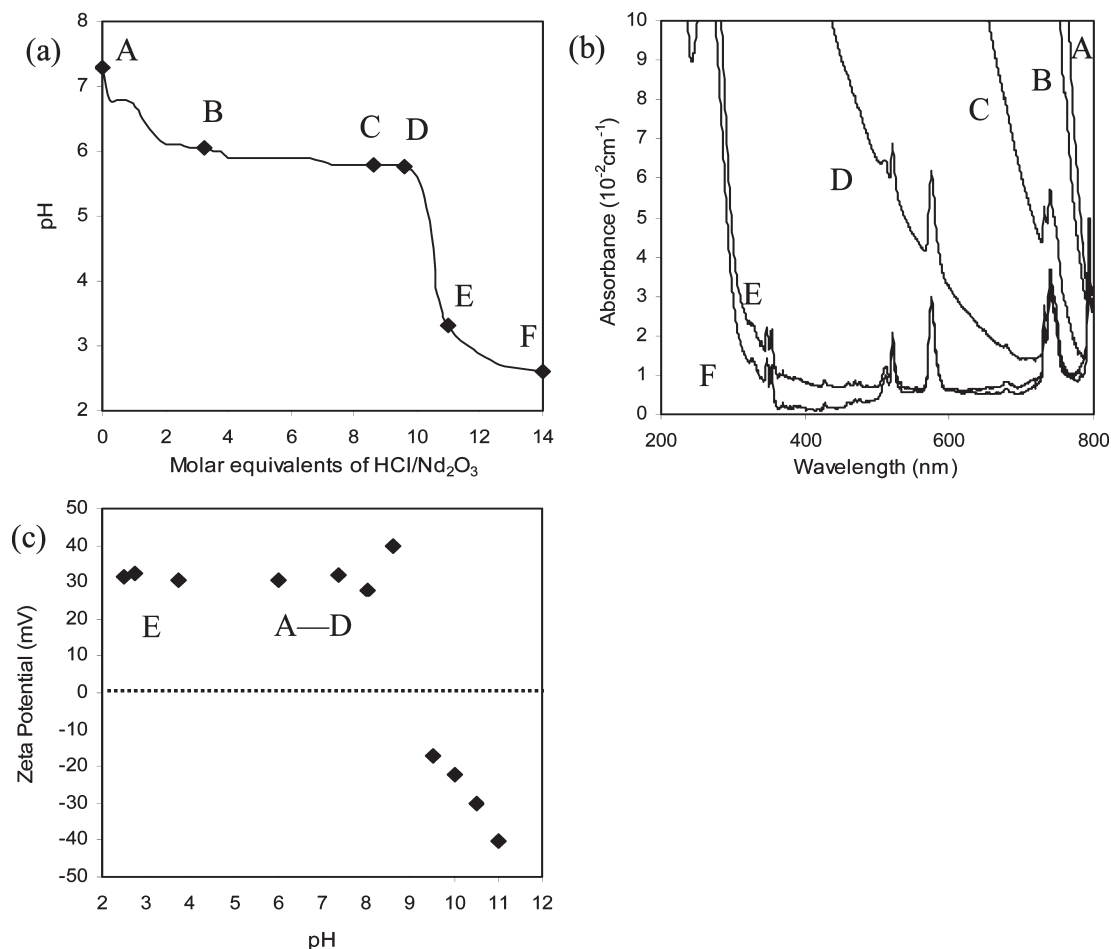 (a)
8
7
6
5
4
3
2
pH
A
B
C
D
E
F
0 2 4 6 8 10 12 14
Molar equivalents of HCl/Nd₂O₃
(b)
10
9
8
7
6
5
4
3
2
1
0
Absorbance (10⁻²cm⁻¹)
A
B
C
D
E
F
200 400 600 800
Wavelength (nm)
(c)
50
40
30
20
10
0
-10
-20
-30
-40
-50
Zeta Potential (mV)
E A—D
2 3 4 5 6 7 8 9 10 11 12
pH